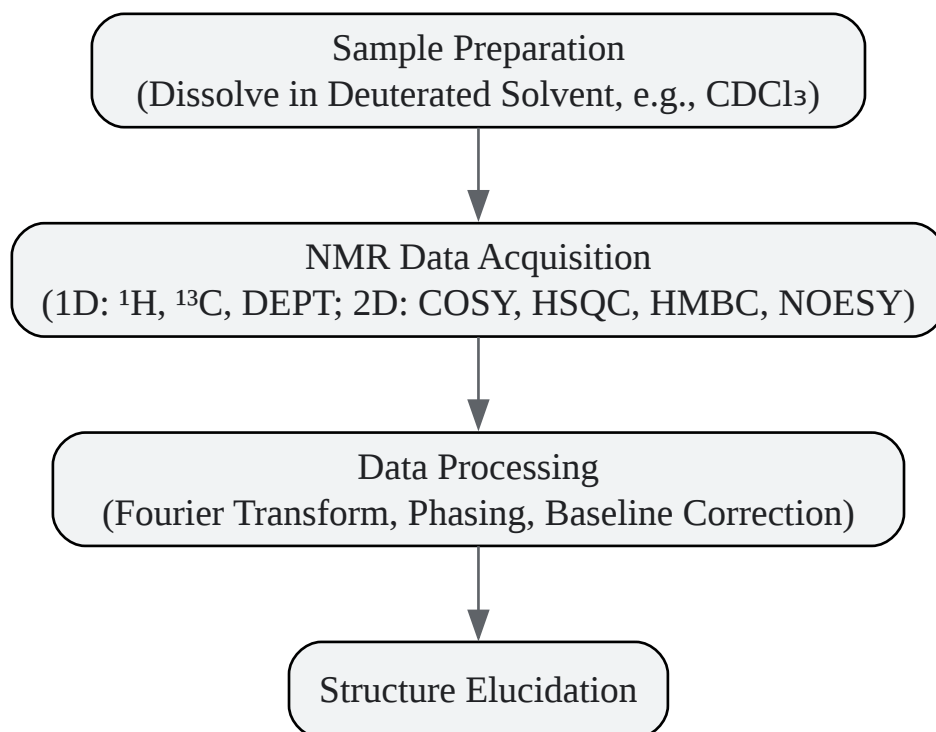 Sample Preparation
(Dissolve in Deuterated Solvent, e.g., CDCl₃)
NMR Data Acquisition
(1D: ¹H, ¹³C, DEPT; 2D: COSY, HSQC, HMBC, NOESY)
Data Processing
(Fourier Transform, Phasing, Baseline Correction)
Structure Elucidation